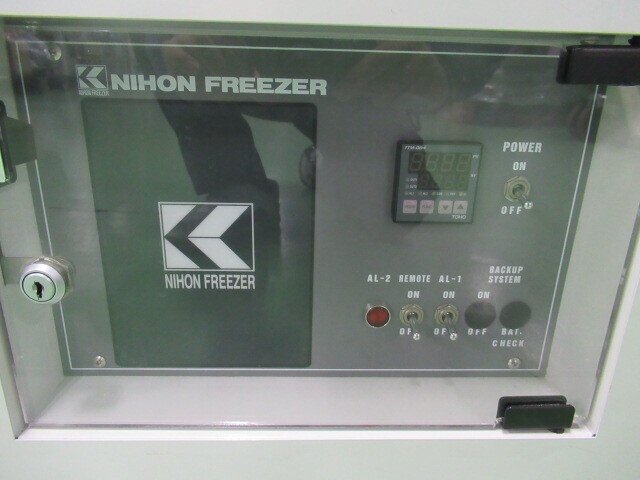 NIHON FREEZER
POWER
ON
OFF
TOHO
NIHON FREEZER
AL-2 REMOTE AL-1 BACKUP
SYSTEM
ON ON ON
OFF OFF OFF BATT.
CHECK